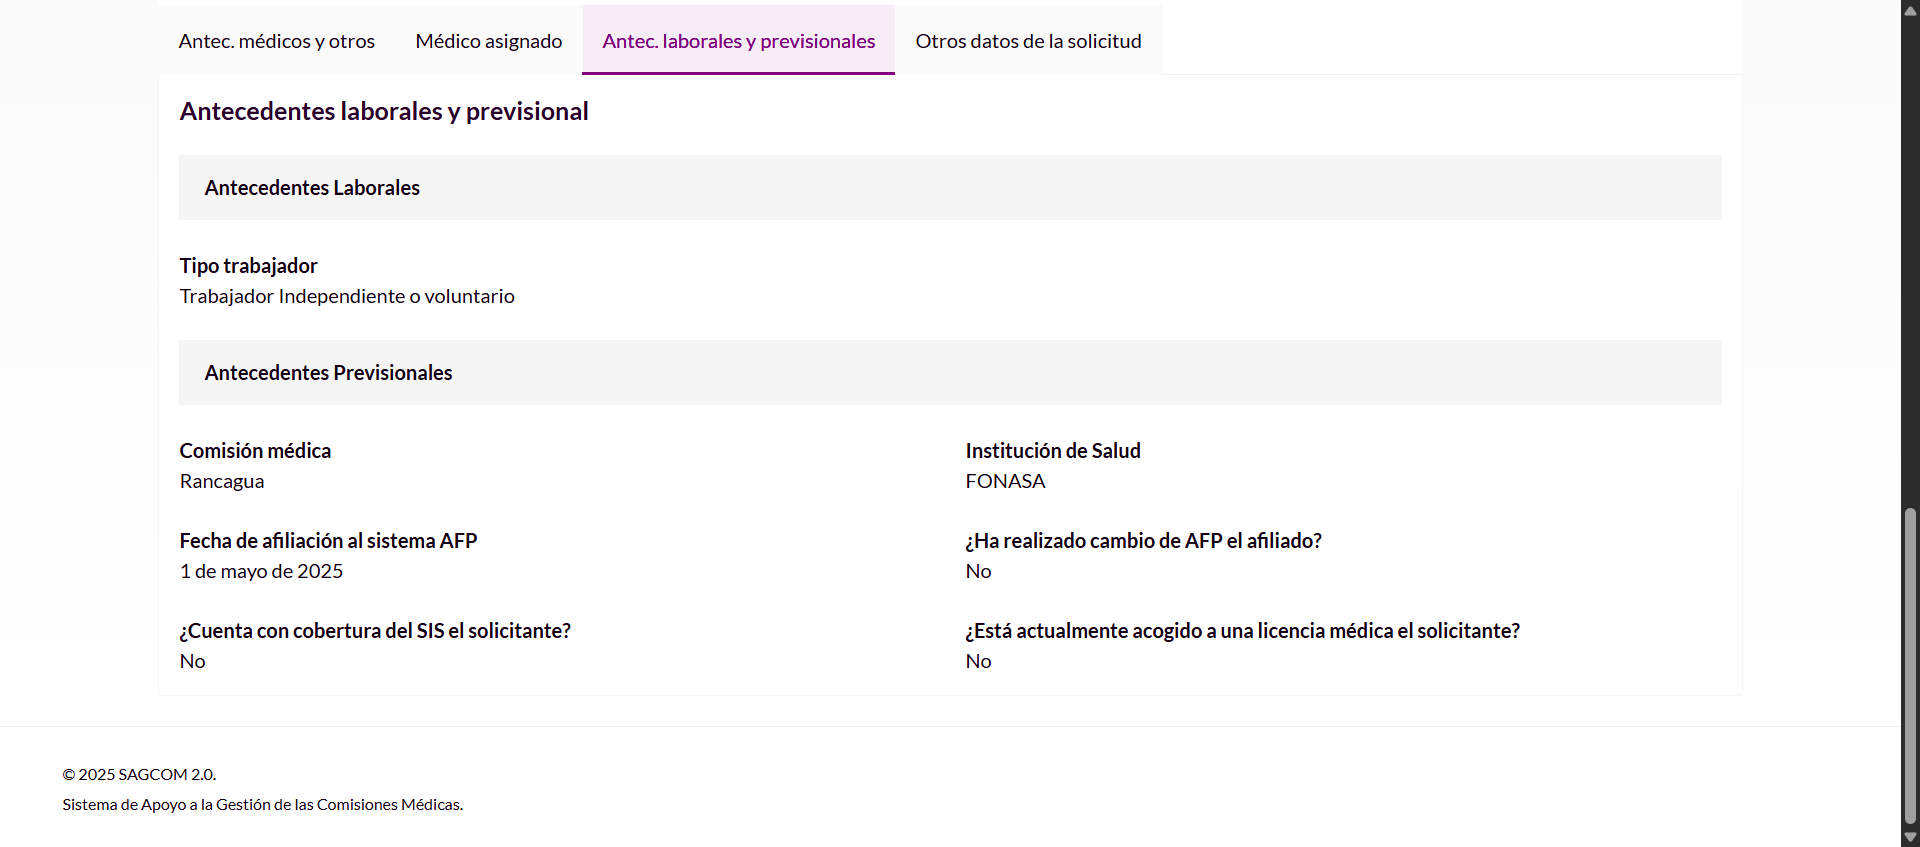 Antec. médicos y otros
Médico asignado
Antec. laborales y previsionales
Otros datos de la solicitud
Antecedentes laborales y previsional
Antecedentes Laborales
Tipo trabajador
Trabajador Independiente o voluntario
Antecedentes Previsionales
Comisión médica
Rancagua
Institución de Salud
FONASA
Fecha de afiliación al sistema AFP
1 de mayo de 2025
¿Ha realizado cambio de AFP el afiliado?
No
¿Cuenta con cobertura del SIS el solicitante?
No
¿Está actualmente acogido a una licencia médica el solicitante?
No
© 2025 SAGCOM 2.0.
Sistema de Apoyo a la Gestión de las Comisiones Médicas.